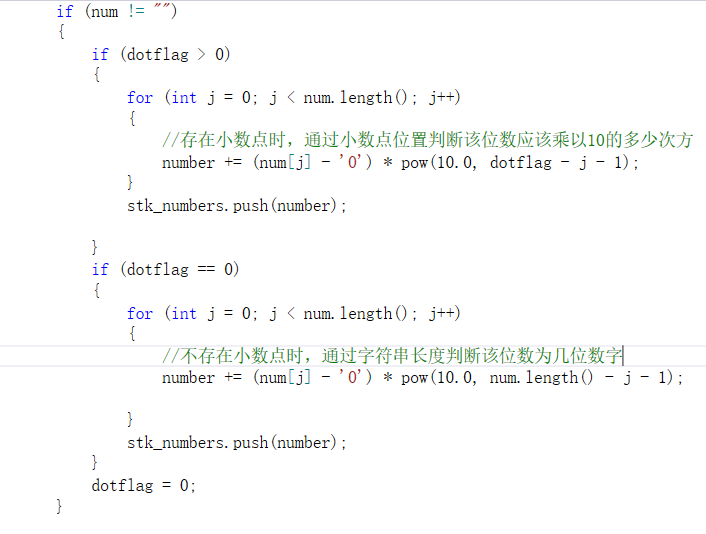 if (num != "")
{
if (dotflag > 0)
{
for (int j = 0; j < num.length(); j++)
{
//存在小数点时，通过小数点位置判断该位数应该乘以10的多少次方
number += (num[j] - '0') * pow(10.0, dotflag - j - 1);
}
stk_numbers.push(number);
}
if (dotflag == 0)
{
for (int j = 0; j < num.length(); j++)
{
//不存在小数点时，通过字符串长度判断该位数为几位数字
number += (num[j] - '0') * pow(10.0, num.length() - j - 1);
}
stk_numbers.push(number);
}
dotflag = 0;
}